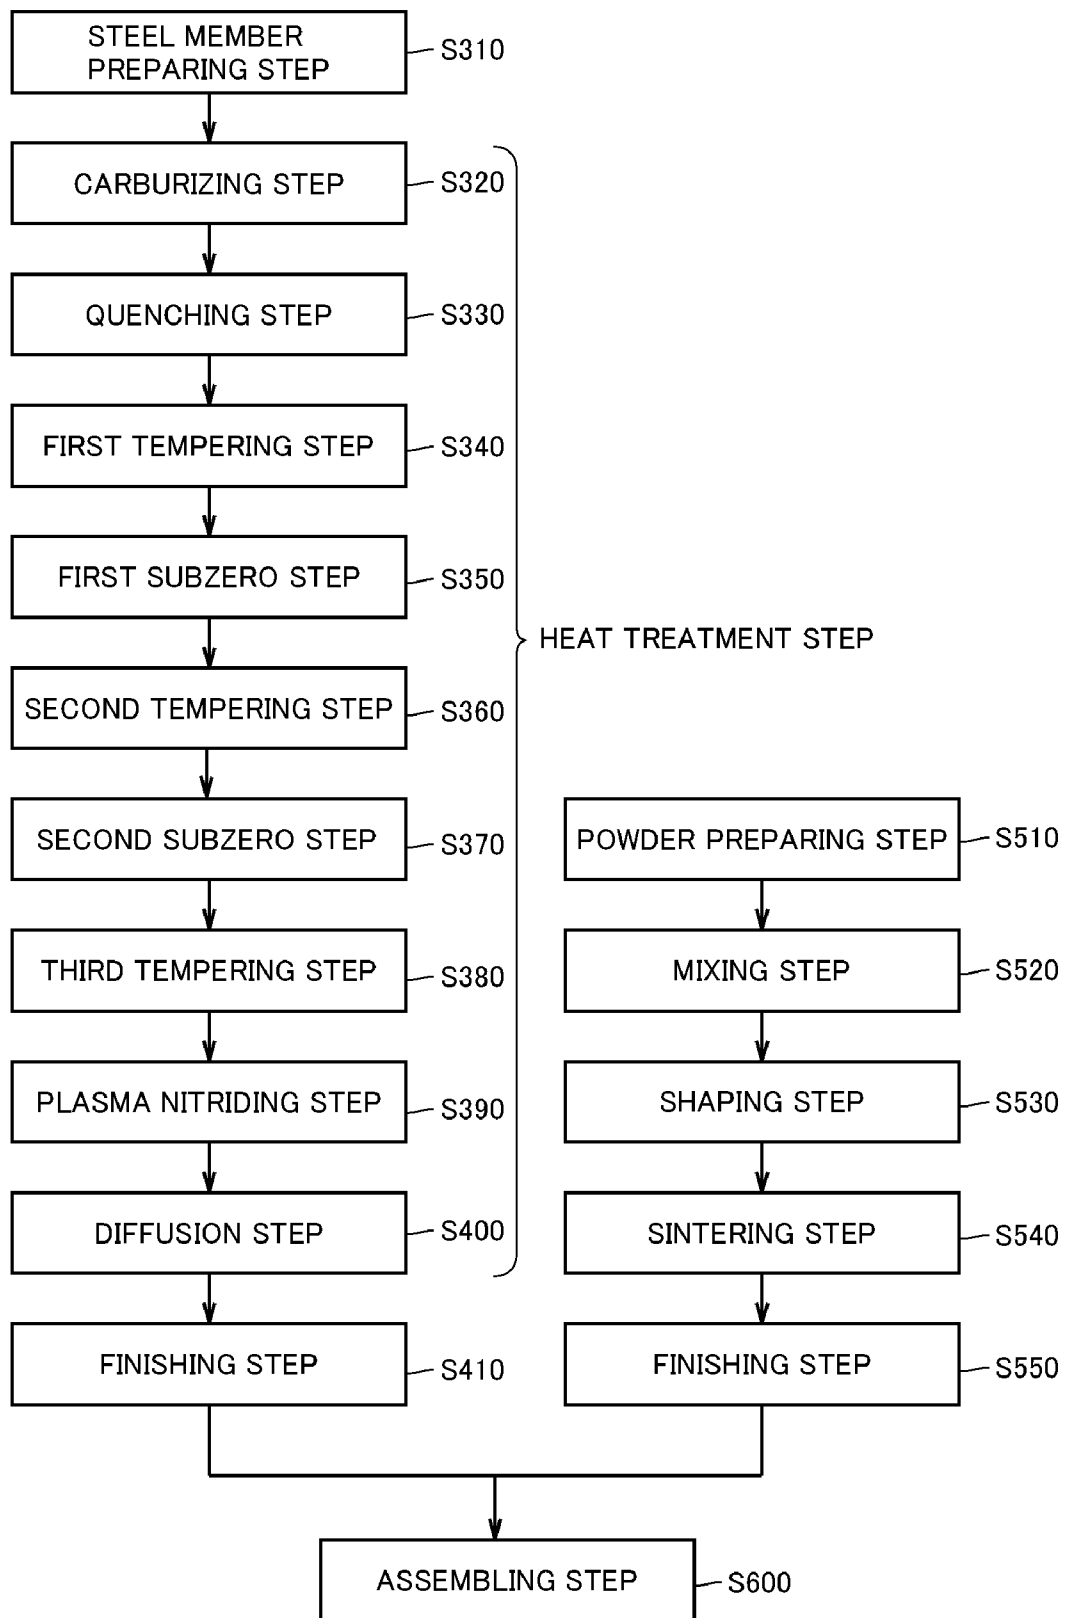 STEEL MEMBER
PREPARING STEP
S310
CARBURIZING STEP
S320
QUENCHING STEP
S330
FIRST TEMPERING STEP
S340
FIRST SUBZERO STEP
S350
SECOND TEMPERING STEP
S360
SECOND SUBZERO STEP
S370
THIRD TEMPERING STEP
S380
PLASMA NITRIDING STEP
S390
DIFFUSION STEP
S400
HEAT TREATMENT STEP
FINISHING STEP
S410
POWDER PREPARING STEP
S510
MIXING STEP
S520
SHAPING STEP
S530
SINTERING STEP
S540
FINISHING STEP
S550
ASSEMBLING STEP
S600